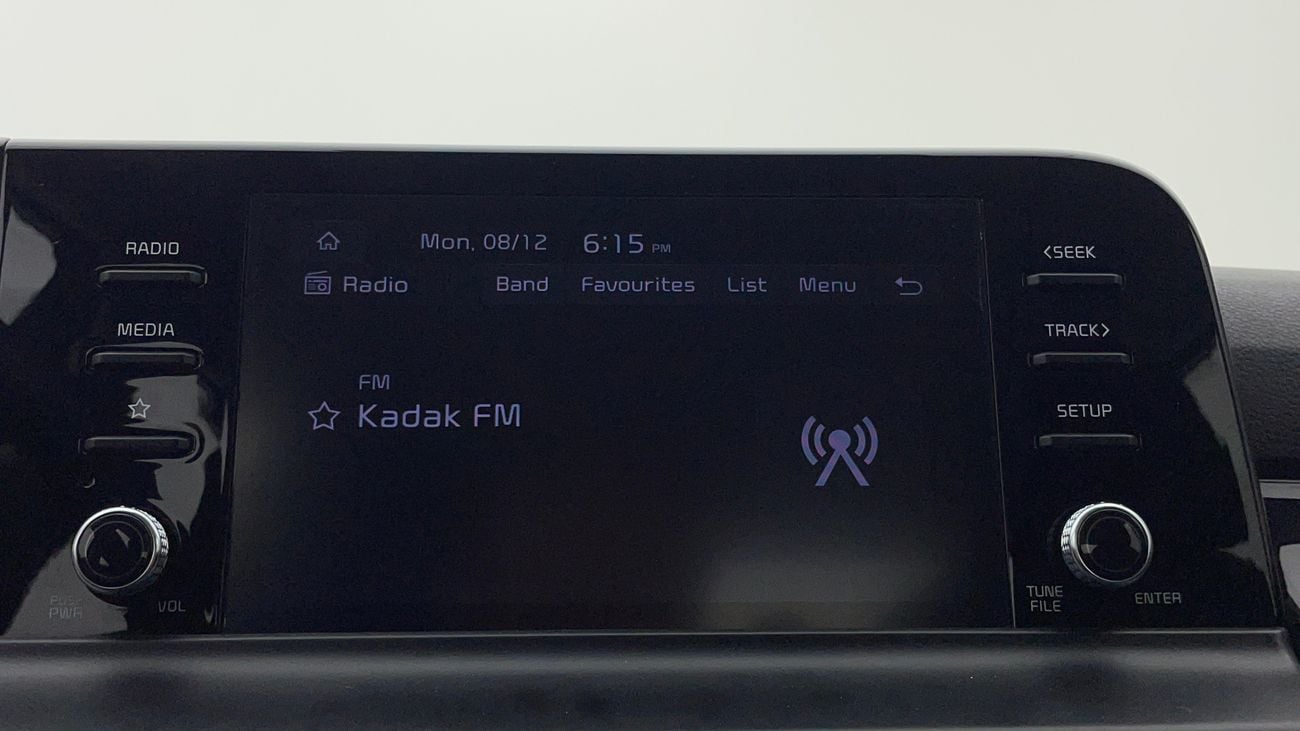 RADIO
MEDIA
PUSH
PWR
VOL
Mon, 08/12 6:15 PM
Radio Band Favourites List Menu
FM
Kadak FM
<SEEK
TRACK>
SETUP
TUNE
FILE
ENTER